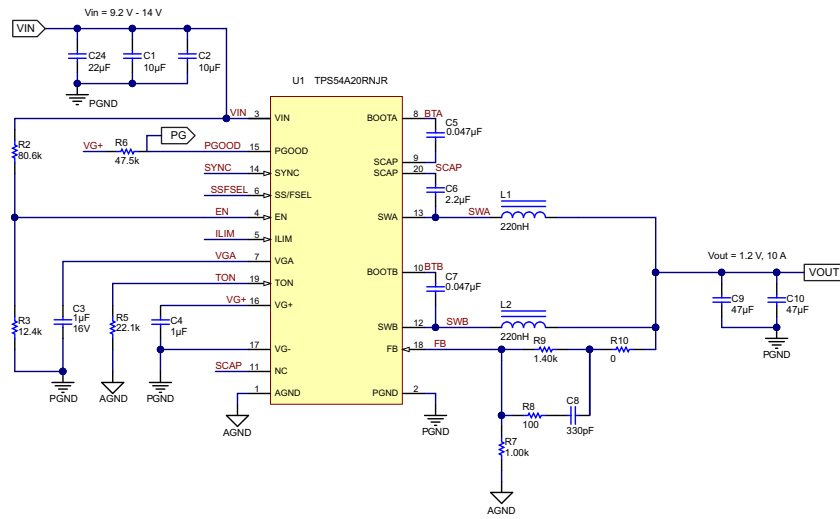 Vin = 9.2 V - 14 V
VIN
C24
22µF
C1
10µF
C2
10µF
PGND
U1 TPS54A20RNJR
VIN 3 VIN
BOOTA 8 BTA
C5
0.047µF
R2
80.6k
VG+
R6
47.5k
PG
PGOOD 15 PGOOD
SCAP 9
SYNC 14 SYNC
SCAP 20 SCAP
SSFSEL 6 SS/FSEL
C6
2.2µF
L1
220nH
EN 4 EN
SWA 13 SWA
ILIM 5 ILIM
VGA 7 VGA
Vout = 1.2 V, 10 A
VOUT
BOOTB 10 BTB
TON 19 TON
C7
0.047µF
VG+ 16 VG+
C9
47µF
C10
47µF
PGND
R3
12.4k
C3
1µF
16V
R5
22.1k
C4
1µF
L2
220nH
SWB 12 SWB
VG- 17
FB 18 FB
R9
1.40k
R10
0
SCAP 11 NC
1 AGND
PGND 2
PGND
AGND
PGND
AGND
PGND
R8
100
C8
330pF
R7
1.00k
AGND